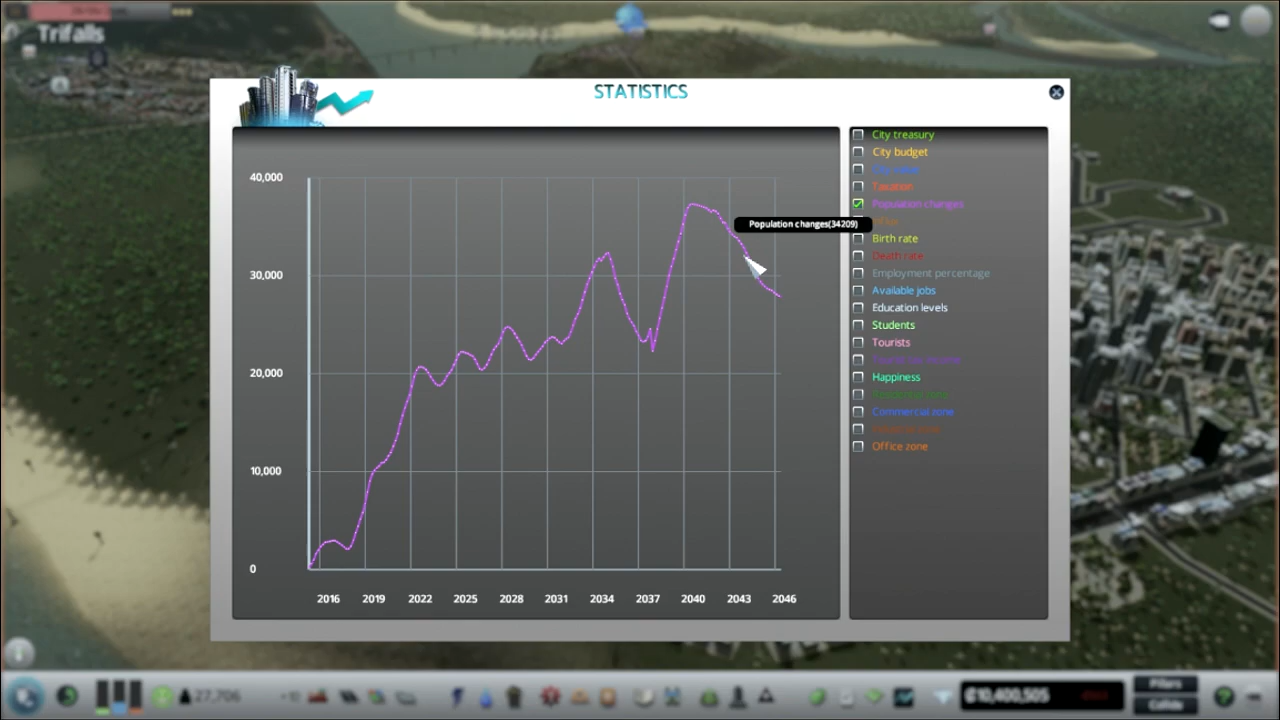 Trifalls
STATISTICS
40,000
30,000
20,000
10,000
0
2016 2019 2022 2025 2028 2031 2034 2037 2040 2043 2046
Population changes(34209)
City treasury
City budget
Taxation
Population changes
Birth rate
Death rate
Employment percentage
Available jobs
Education levels
Students
Tourists
Happiness
Commercial zone
Office zone
27,706
₡10,400,505